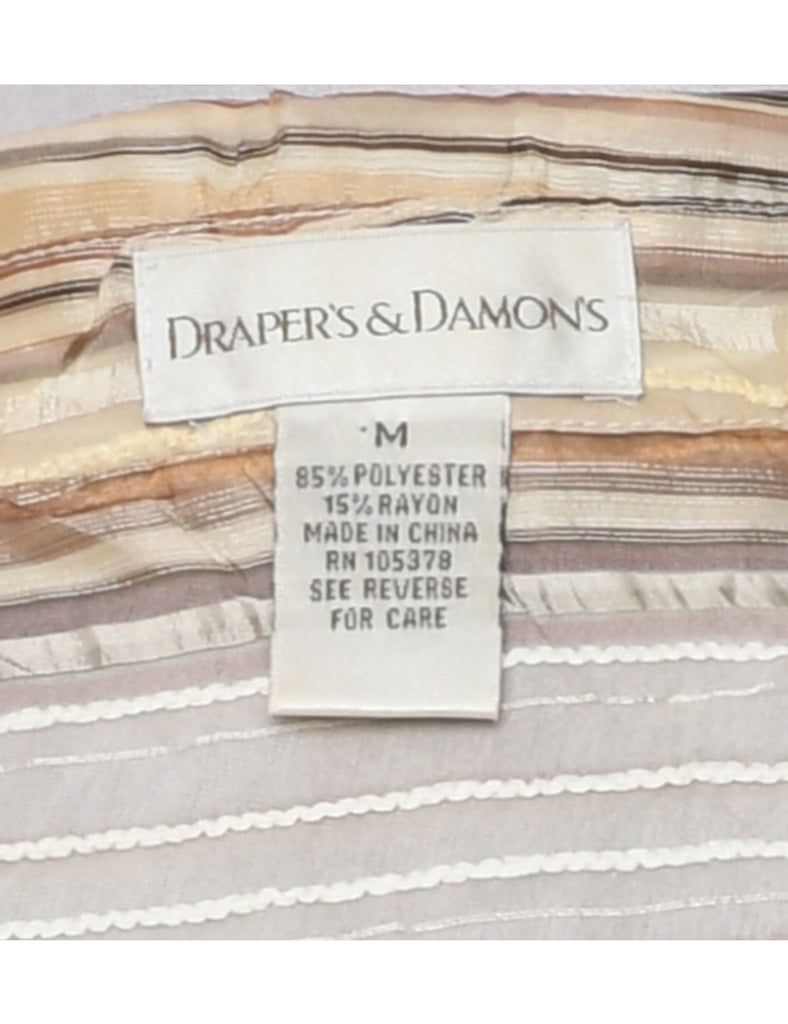 DRAPER'S & DAMON'S
M
85% POLYESTER
15% RAYON
MADE IN CHINA
RN 105378
SEE REVERSE
FOR CARE